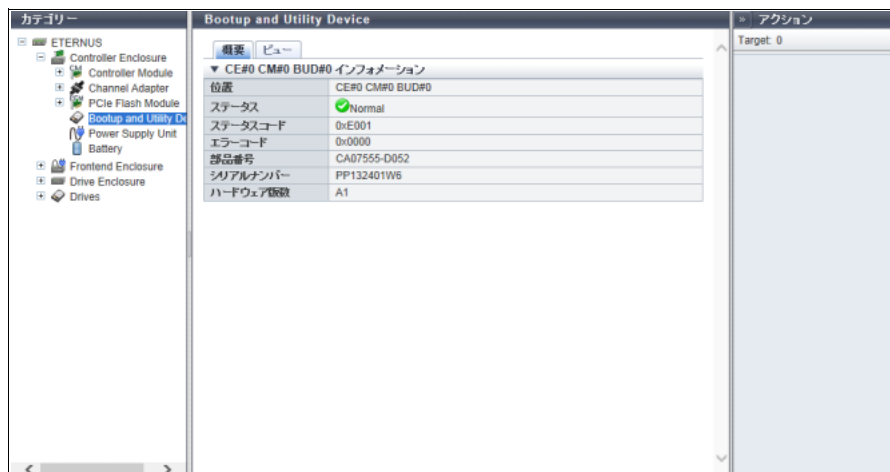 カテゴリー
ETERNUS
Controller Enclosure
Controller Module
Channel Adapter
PCIe Flash Module
Bootup and Utility De
Power Supply Unit
Battery
Frontend Enclosure
Drive Enclosure
Drives
Bootup and Utility Device
概要 ビュー
▼ CE#0 CM#0 BUD#0 インフォメーション
位置 CE#0 CM#0 BUD#0
ステータス Normal
ステータスコード 0xE001
エラーコード 0x0000
部品番号 CA07555-D052
シリアルナンバー PP132401W6
ハードウェア版数 A1
» アクション
Target: 0